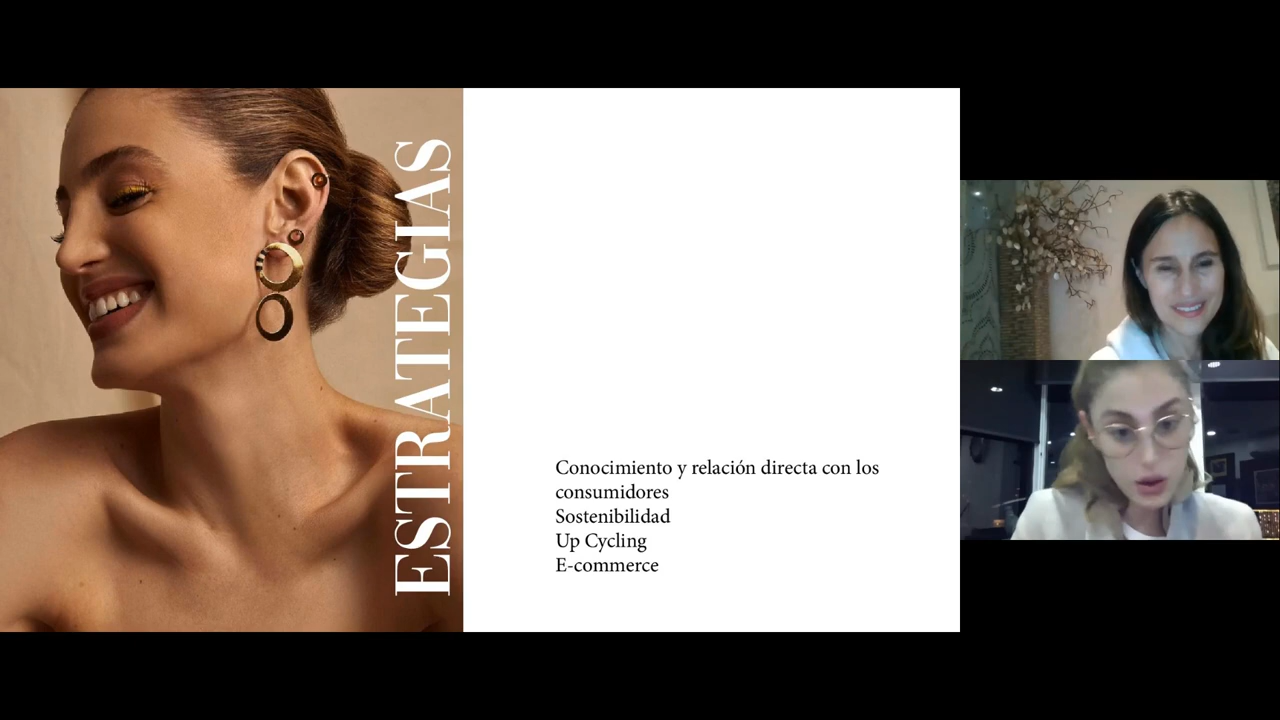 ESTRATEGIAS
Conocimiento y relación directa con los
consumidores
Sostenibilidad
Up Cycling
E-commerce